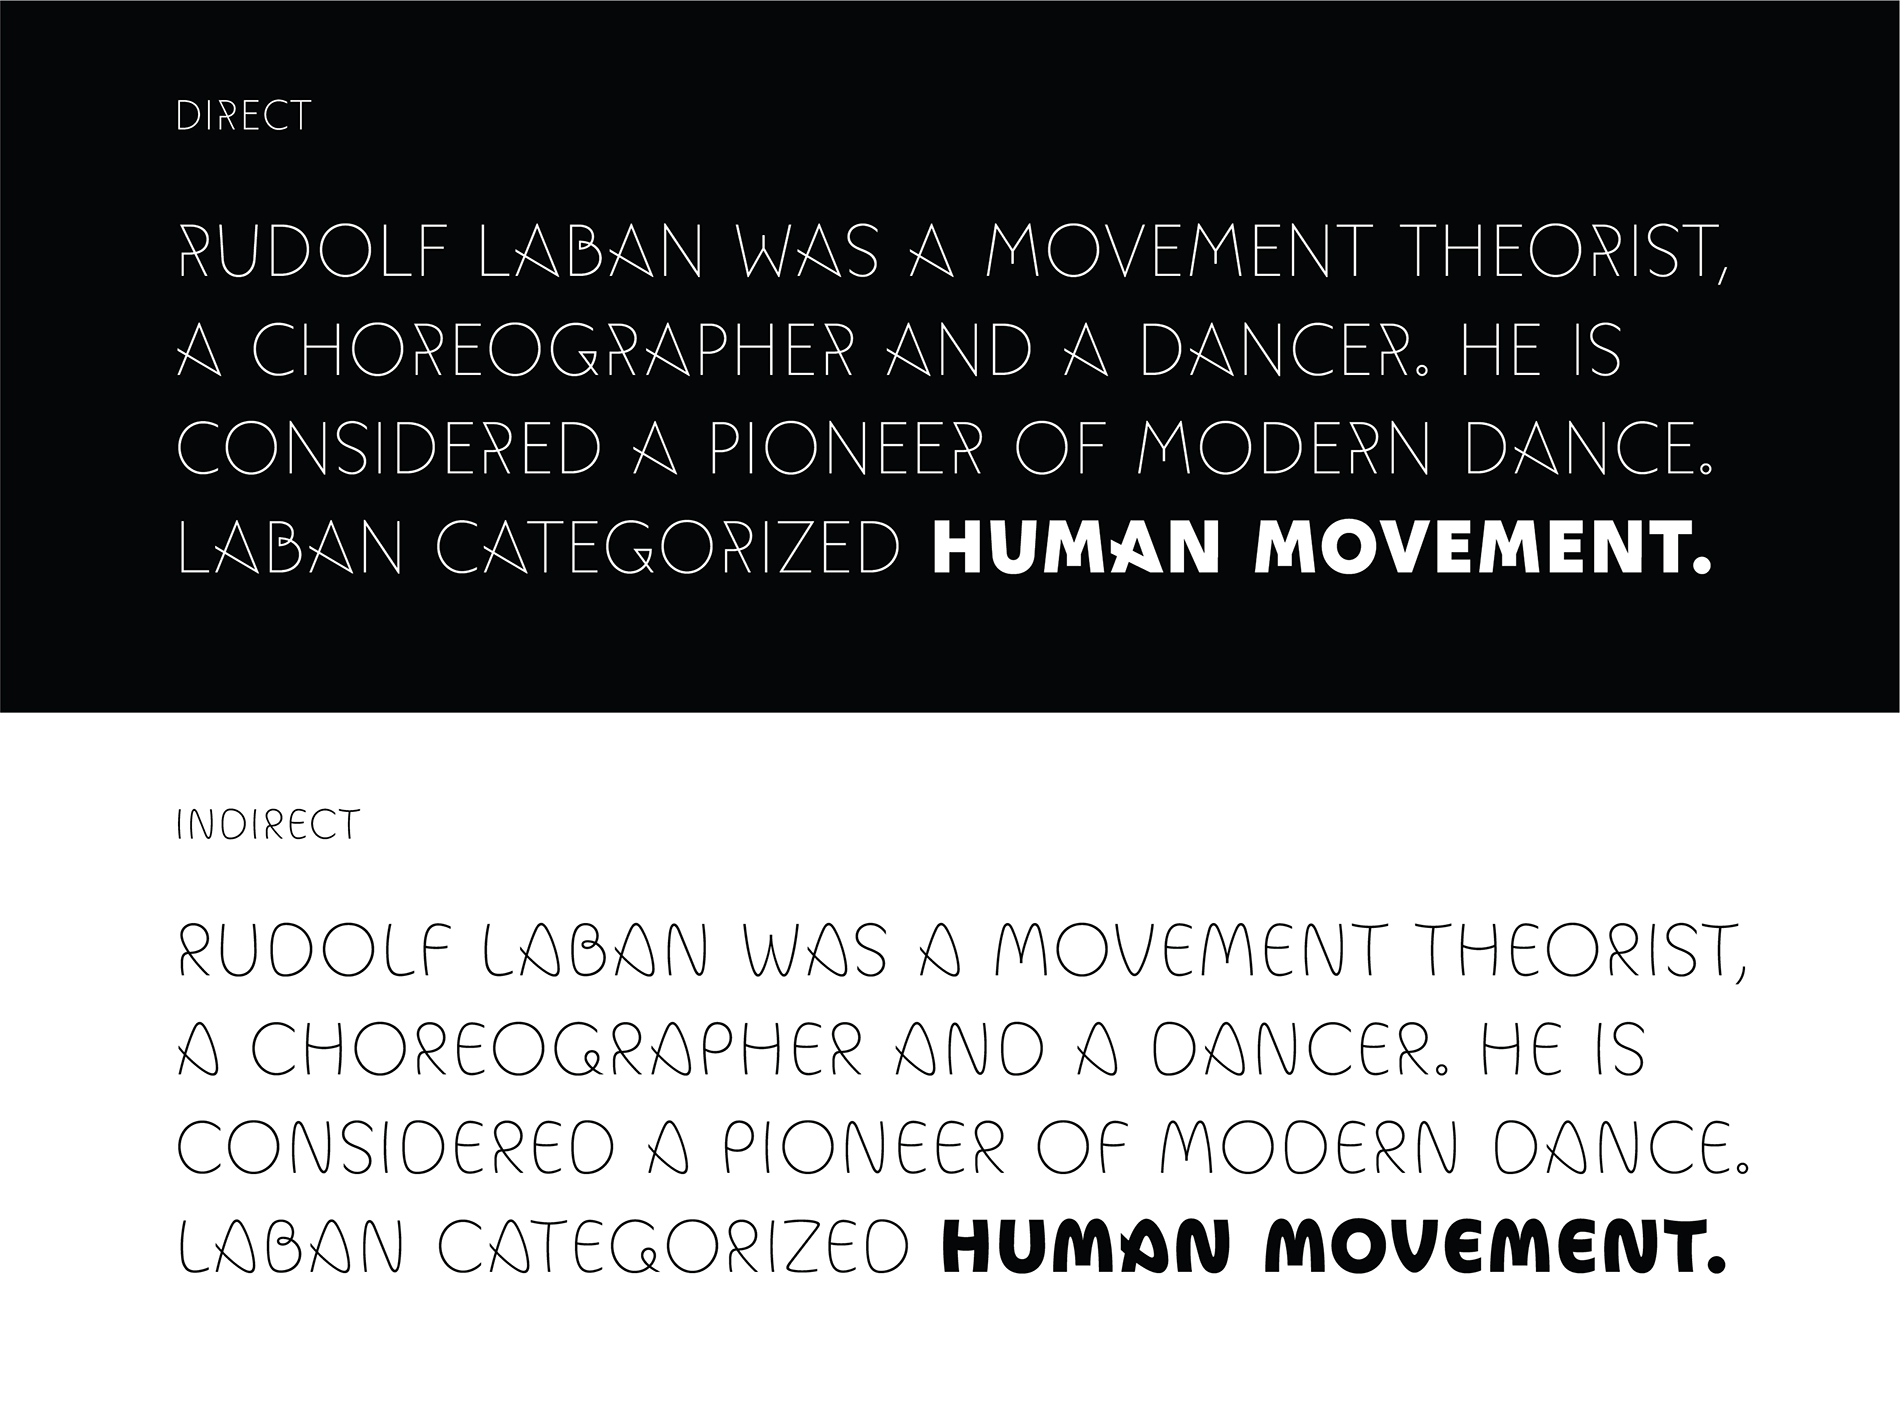 DIRECT
RUDOLF LABAN WAS A MOVEMENT THEORIST,
A CHOREOGRAPHER AND A DANCER. HE IS
CONSIDERED A PIONEER OF MODERN DANCE.
LABAN CATEGORIZED HUMAN MOVEMENT.
INDIRECT
RUDOLF LABAN WAS A MOVEMENT THEORIST,
A CHOREOGRAPHER AND A DANCER. HE IS
CONSIDERED A PIONEER OF MODERN DANCE.
LABAN CATEGORIZED HUMAN MOVEMENT.